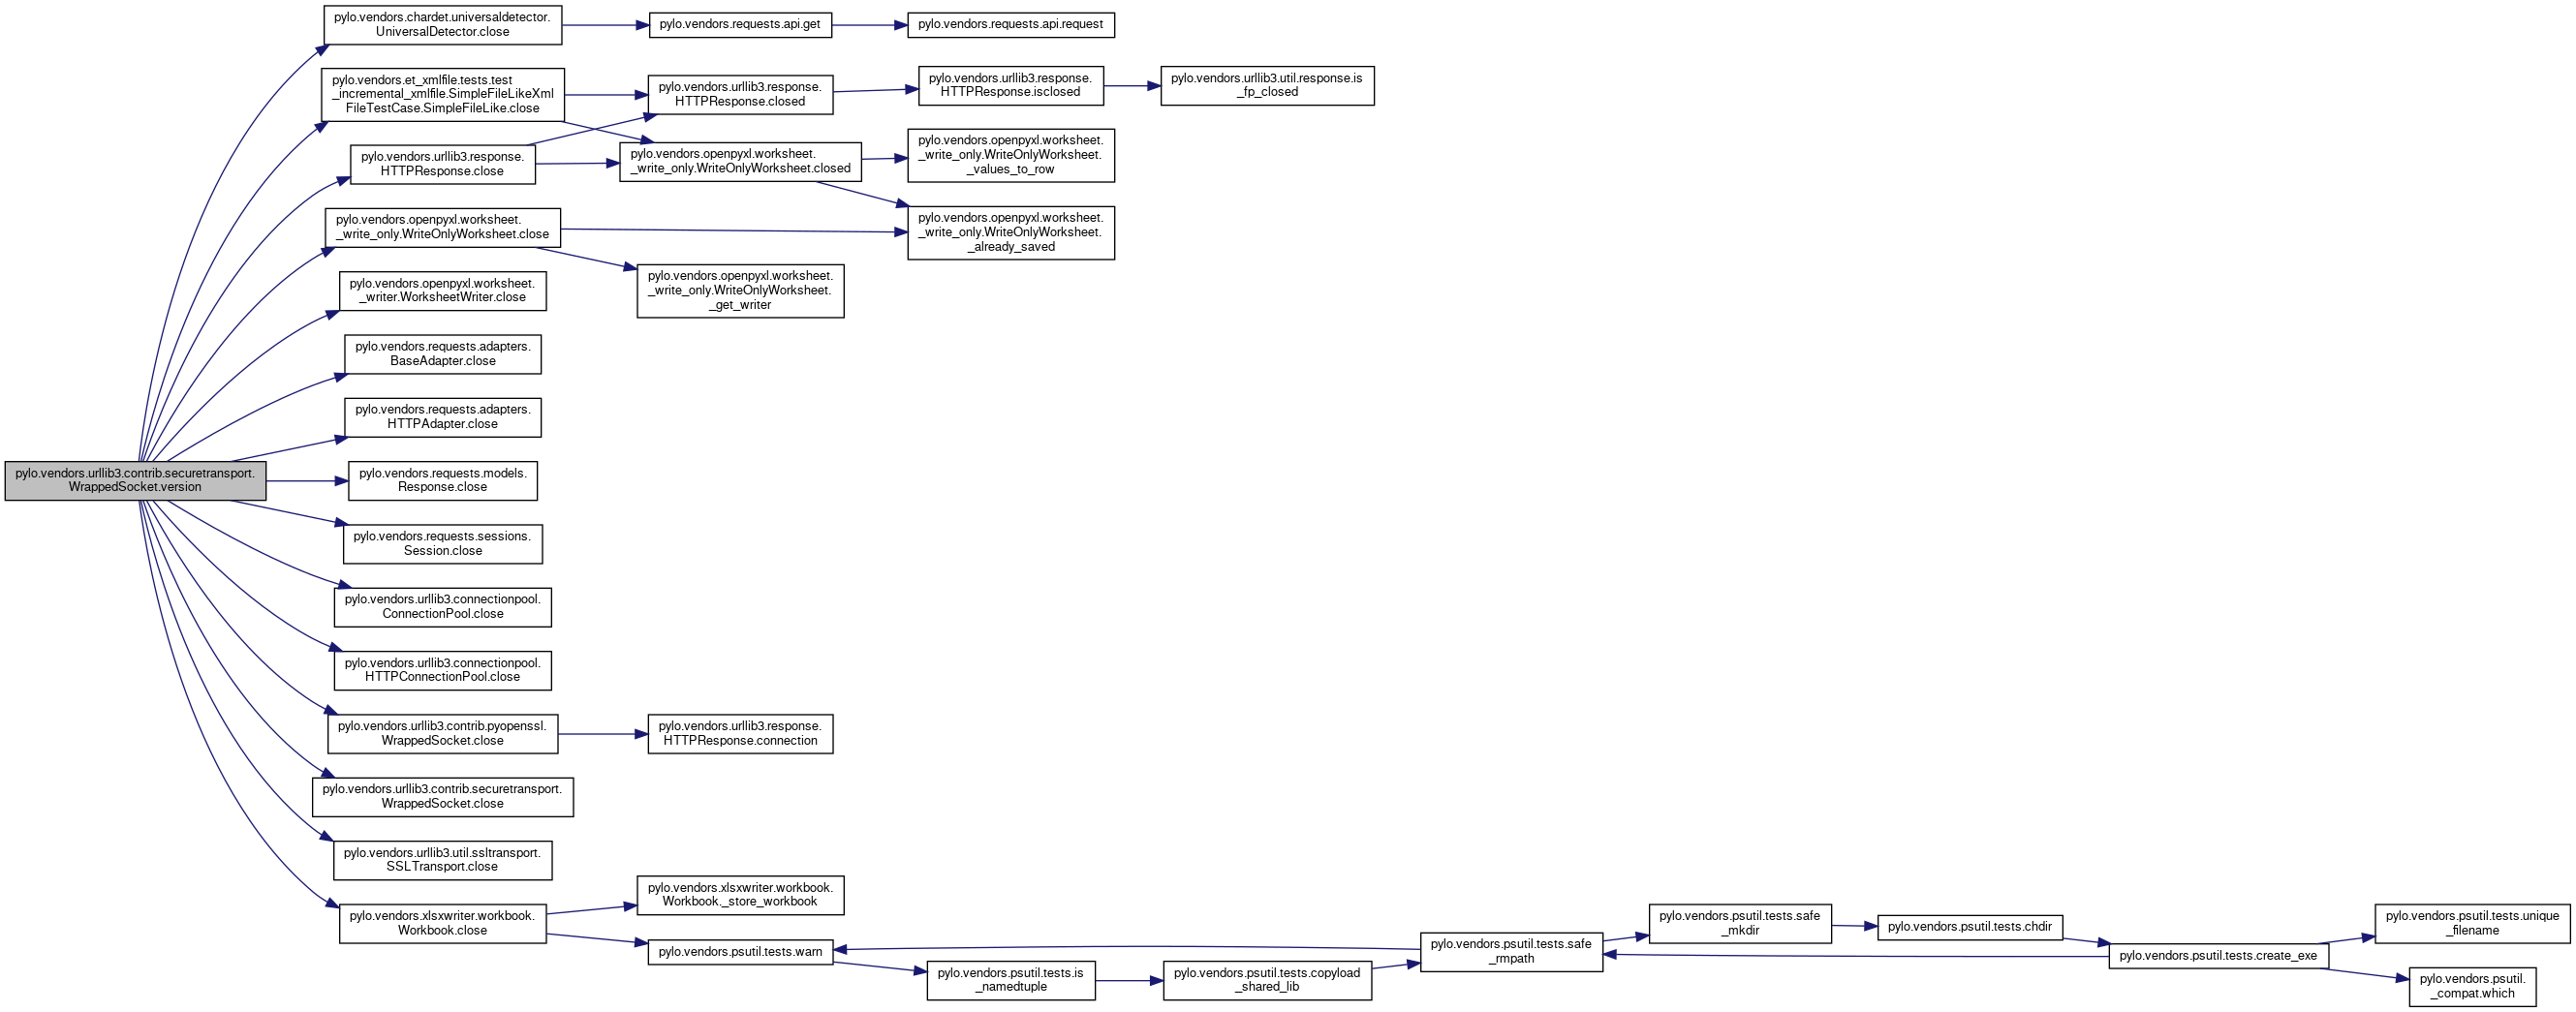 pylo.vendors.urllib3.contrib.securetransport.
WrappedSocket.version
pylo.vendors.chardet.universaldetector.
UniversalDetector.close
pylo.vendors.requests.api.get
pylo.vendors.requests.api.request
pylo.vendors.et_xmlfile.tests.test
_incremental_xmlfile.SimpleFileLikeXml
FileTestCase.SimpleFileLike.close
pylo.vendors.urllib3.response.
HTTPResponse.closed
pylo.vendors.urllib3.response.
HTTPResponse.isclosed
pylo.vendors.urllib3.util.response.is
_fp_closed
pylo.vendors.urllib3.response.
HTTPResponse.close
pylo.vendors.openpyxl.worksheet.
_write_only.WriteOnlyWorksheet.closed
pylo.vendors.openpyxl.worksheet.
_write_only.WriteOnlyWorksheet.
_values_to_row
pylo.vendors.openpyxl.worksheet.
_write_only.WriteOnlyWorksheet.close
pylo.vendors.openpyxl.worksheet.
_write_only.WriteOnlyWorksheet.
_already_saved
pylo.vendors.openpyxl.worksheet.
_write_only.WriteOnlyWorksheet.
_get_writer
pylo.vendors.openpyxl.worksheet.
_writer.WorksheetWriter.close
pylo.vendors.requests.adapters.
BaseAdapter.close
pylo.vendors.requests.adapters.
HTTPAdapter.close
pylo.vendors.requests.models.
Response.close
pylo.vendors.requests.sessions.
Session.close
pylo.vendors.urllib3.connectionpool.
ConnectionPool.close
pylo.vendors.urllib3.connectionpool.
HTTPConnectionPool.close
pylo.vendors.urllib3.contrib.pyopenssl.
WrappedSocket.close
pylo.vendors.urllib3.response.
HTTPResponse.connection
pylo.vendors.urllib3.contrib.securetransport.
WrappedSocket.close
pylo.vendors.urllib3.util.ssltransport.
SSLTransport.close
pylo.vendors.xlsxwriter.workbook.
Workbook.close
pylo.vendors.xlsxwriter.workbook.
Workbook._store_workbook
pylo.vendors.psutil.tests.warn
pylo.vendors.psutil.tests.is
_namedtuple
pylo.vendors.psutil.tests.copyload
_shared_lib
pylo.vendors.psutil.tests.safe
_rmpath
pylo.vendors.psutil.tests.safe
_mkdir
pylo.vendors.psutil.tests.chdir
pylo.vendors.psutil.tests.create_exe
pylo.vendors.psutil.tests.unique
_filename
pylo.vendors.psutil.
_compat.which